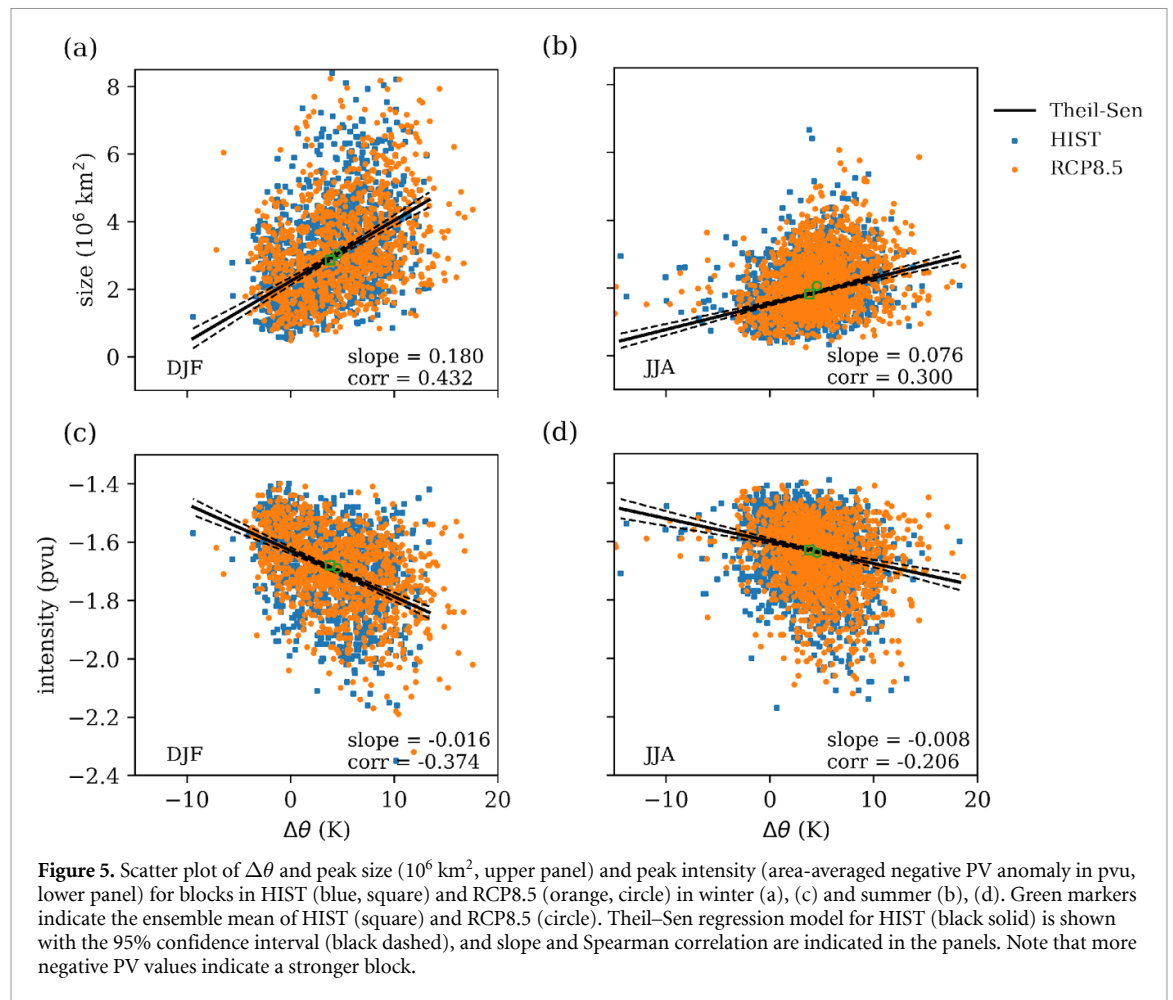 (a)
(b)
8
6
4
2
0
size (10⁶ km²)
DJF
slope = 0.180
corr = 0.432
JJA
slope = 0.076
corr = 0.300
Theil-Sen
HIST
RCP8.5
(c)
(d)
−1.4
−1.6
−1.8
−2.0
−2.2
−2.4
intensity (pvu)
DJF
slope = -0.016
corr = -0.374
JJA
slope = -0.008
corr = -0.206
−10 0 10 20
−10 0 10 20
Δθ (K)
Δθ (K)
Figure 5. Scatter plot of Δθ and peak size (10⁶ km², upper panel) and peak intensity (area-averaged negative PV anomaly in pvu,
lower panel) for blocks in HIST (blue, square) and RCP8.5 (orange, circle) in winter (a), (c) and summer (b), (d). Green markers
indicate the ensemble mean of HIST (square) and RCP8.5 (circle). Theil–Sen regression model for HIST (black solid) is shown
with the 95% confidence interval (black dashed), and slope and Spearman correlation are indicated in the panels. Note that more
negative PV values indicate a stronger block.